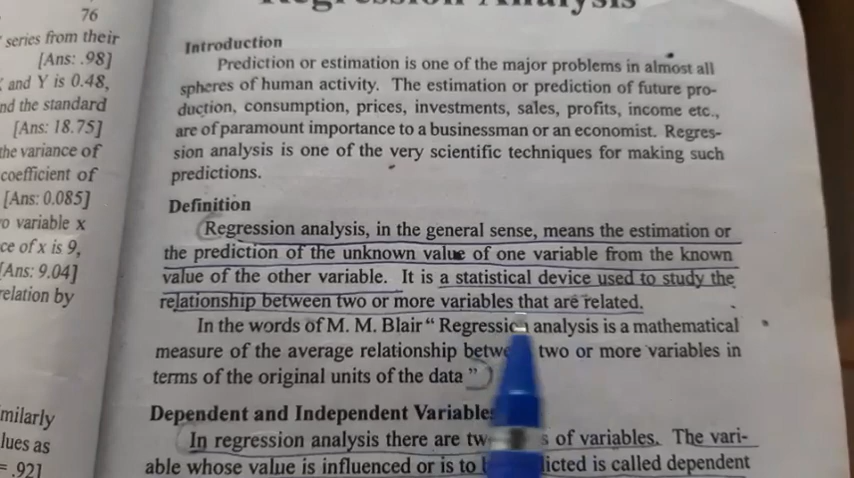 76
series from their
[Ans: .98]
and Y is 0.48,
nd the standard
[Ans: 18.75]
the variance of
coefficient of
[Ans: 0.085]
o variable x
ce of x is 9,
[Ans: 9.04]
relation by
milarly
lues as
= .92]
Regression Analysis
Introduction
Prediction or estimation is one of the major problems in almost all
spheres of human activity. The estimation or prediction of future pro-
duction, consumption, prices, investments, sales, profits, income etc.,
are of paramount importance to a businessman or an economist. Regres-
sion analysis is one of the very scientific techniques for making such
predictions.
Definition
Regression analysis, in the general sense, means the estimation or
the prediction of the unknown value of one variable from the known
value of the other variable. It is a statistical device used to study the
relationship between two or more variables that are related.
In the words of M. M. Blair “ Regression analysis is a mathematical
measure of the average relationship betwe two or more variables in
terms of the original units of the data ”
Dependent and Independent Variables
In regression analysis there are tw s of variables. The vari-
able whose value is influenced or is to icted is called dependent